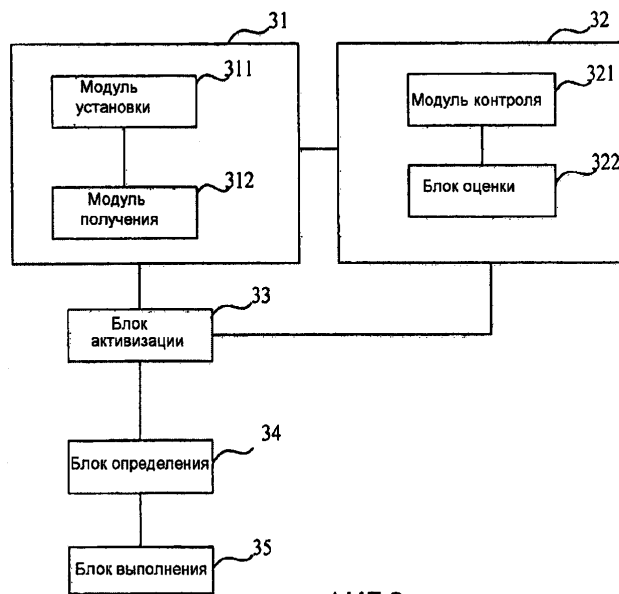 31
32
Модуль
установки
311
Модуль
получения
312
Модуль контроля
321
Блок оценки
322
Блок
активизации
33
Блок определения
34
Блок выполнения
35